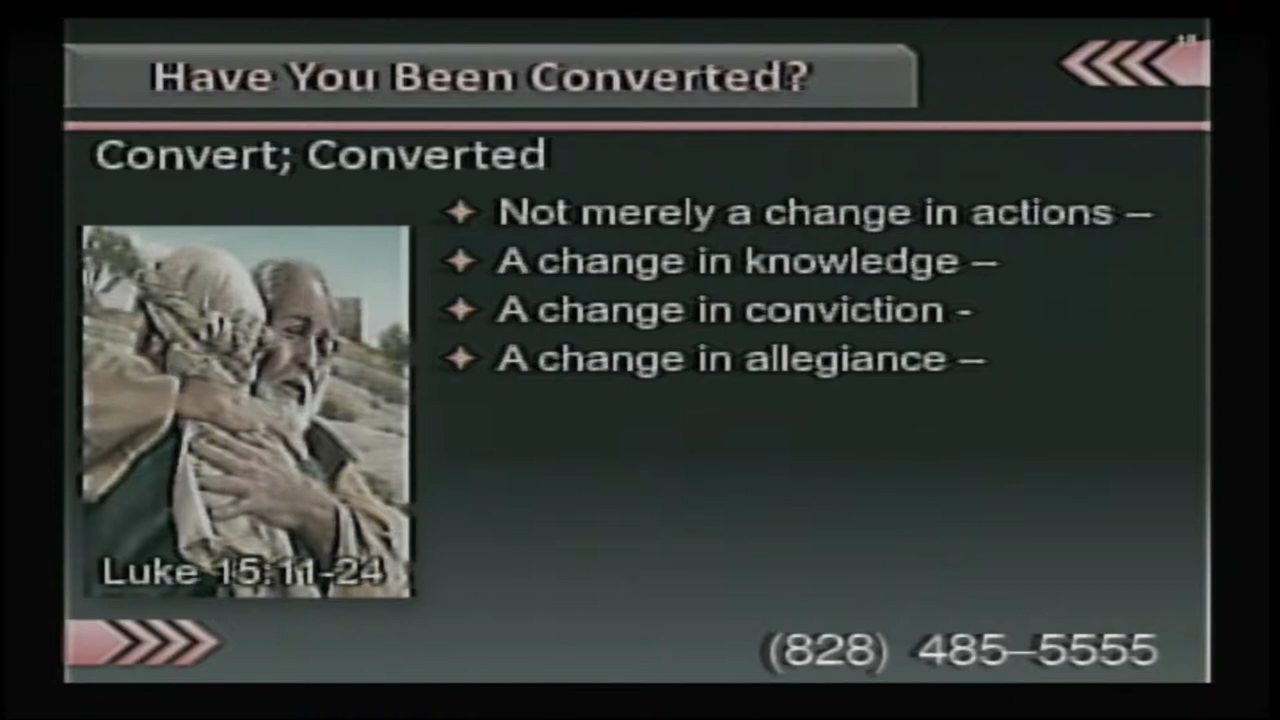 Have You Been Converted?
Convert; Converted
Not merely a change in actions –
A change in knowledge –
A change in conviction -
A change in allegiance –
Luke 15:11-24
(828) 485–5555